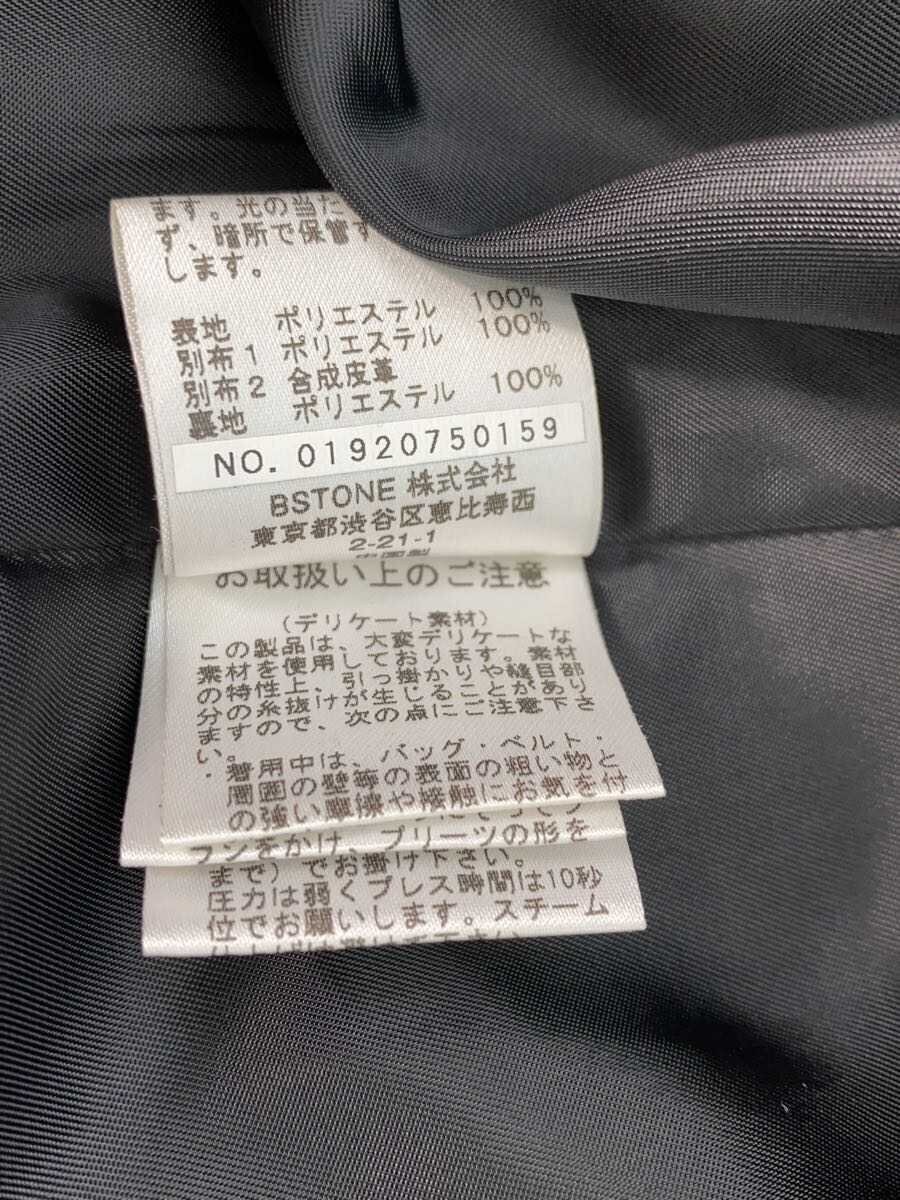 ます。光の当た
ず、暗所で保管す
します。
表地 ポリエステル 100%
別布1 ポリエステル 100%
別布2 合成皮革
裏地 ポリエステル 100%
NO. 01920750159
BSTONE 株式会社
東京都渋谷区恵比寿西
2-21-1
中国製
お取扱い上のご注意
(デリケート素材)
この製品は、大変デリケートな
素材を使用しております。素材
の特性上、引っ掛かりや縫目部
分の糸抜けが生じることがあり
ますので、次の点にご注意下さ
い。
・着用中は、バッグ・ベルト・
周囲の壁等の表面の粗い物と
の強い摩擦や接触にお気を付
ンをかけ、プリーツの形を
まで)でお掛け下さい。
圧力は弱くプレス時間は10秒
位でお願いします。スチーム